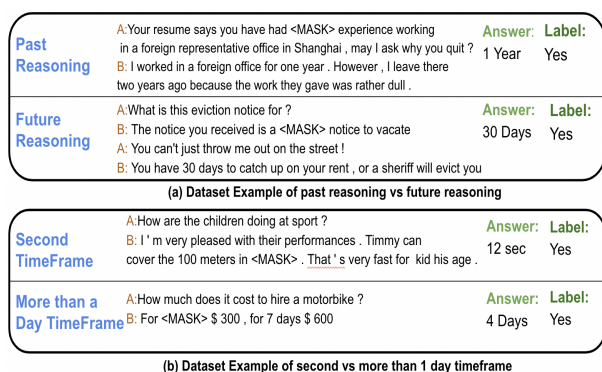 Past Reasoning
A:Your resume says you have had <MASK> experience working
in a foreign representative office in Shanghai , may I ask why you quit ?
B: I worked in a foreign office for one year . However , I leave there
two years ago because the work they gave was rather dull .
Answer: Label:
1 Year Yes
Future Reasoning
A:What is this eviction notice for ?
B: The notice you received is a <MASK> notice to vacate
A: You can't just throw me out on the street !
B: You have 30 days to catch up on your rent , or a sheriff will evict you
Answer: Label:
30 Days Yes
(a) Dataset Example of past reasoning vs future reasoning
Second TimeFrame
A:How are the children doing at sport ?
B: I ' m very pleased with their performances . Timmy can
cover the 100 meters in <MASK> . That ' s very fast for kid his age .
Answer: Label:
12 sec Yes
More than a Day TimeFrame
A:How much does it cost to hire a motorbike ?
B: For <MASK> $ 300 , for 7 days $ 600
Answer: Label:
4 Days Yes
(b) Dataset Example of second vs more than 1 day timeframe